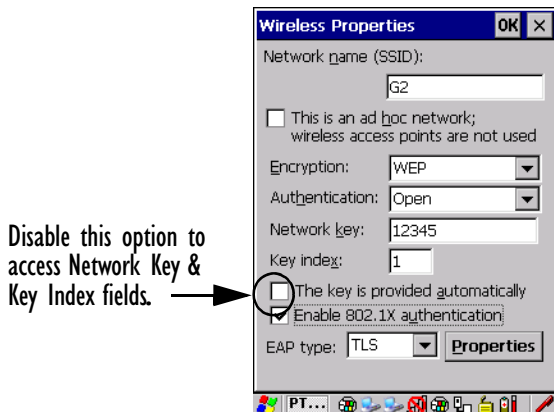 Wireless Properties OK ×
Network name (SSID):
G2
This is an ad hoc network;
wireless access points are not used
Encryption: WEP
Authentication: Open
Network key: 12345
Key index: 1
Disable this option to
access Network Key &
Key Index fields.
The key is provided automatically
Enable 802.1X authentication
EAP type: TLS Properties
PT...